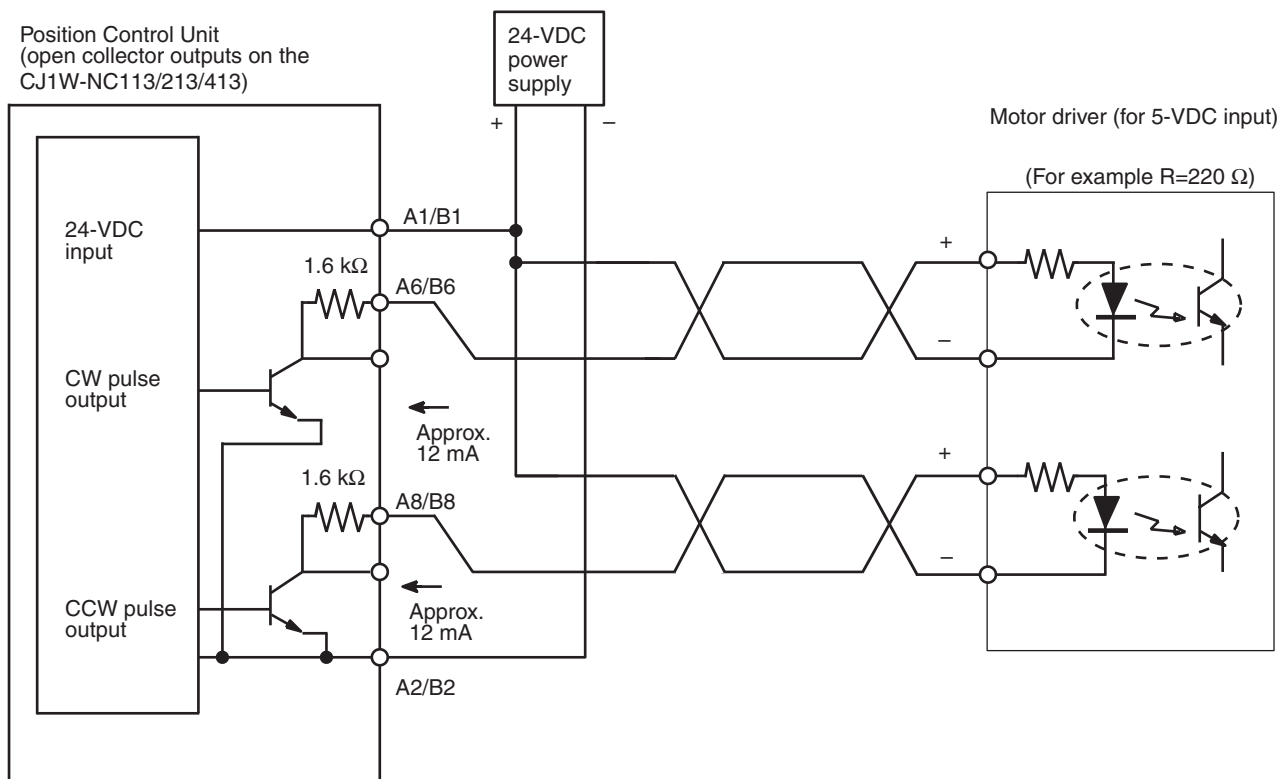 Position Control Unit
(open collector outputs on the
CJ1W-NC113/213/413)
24-VDC
power
supply
+
–
Motor driver (for 5-VDC input)
(For example R=220 Ω)
24-VDC
input
A1/B1
1.6 kΩ
A6/B6
+
–
CW pulse
output
Approx.
12 mA
1.6 kΩ
A8/B8
+
–
CCW pulse
output
Approx.
12 mA
A2/B2